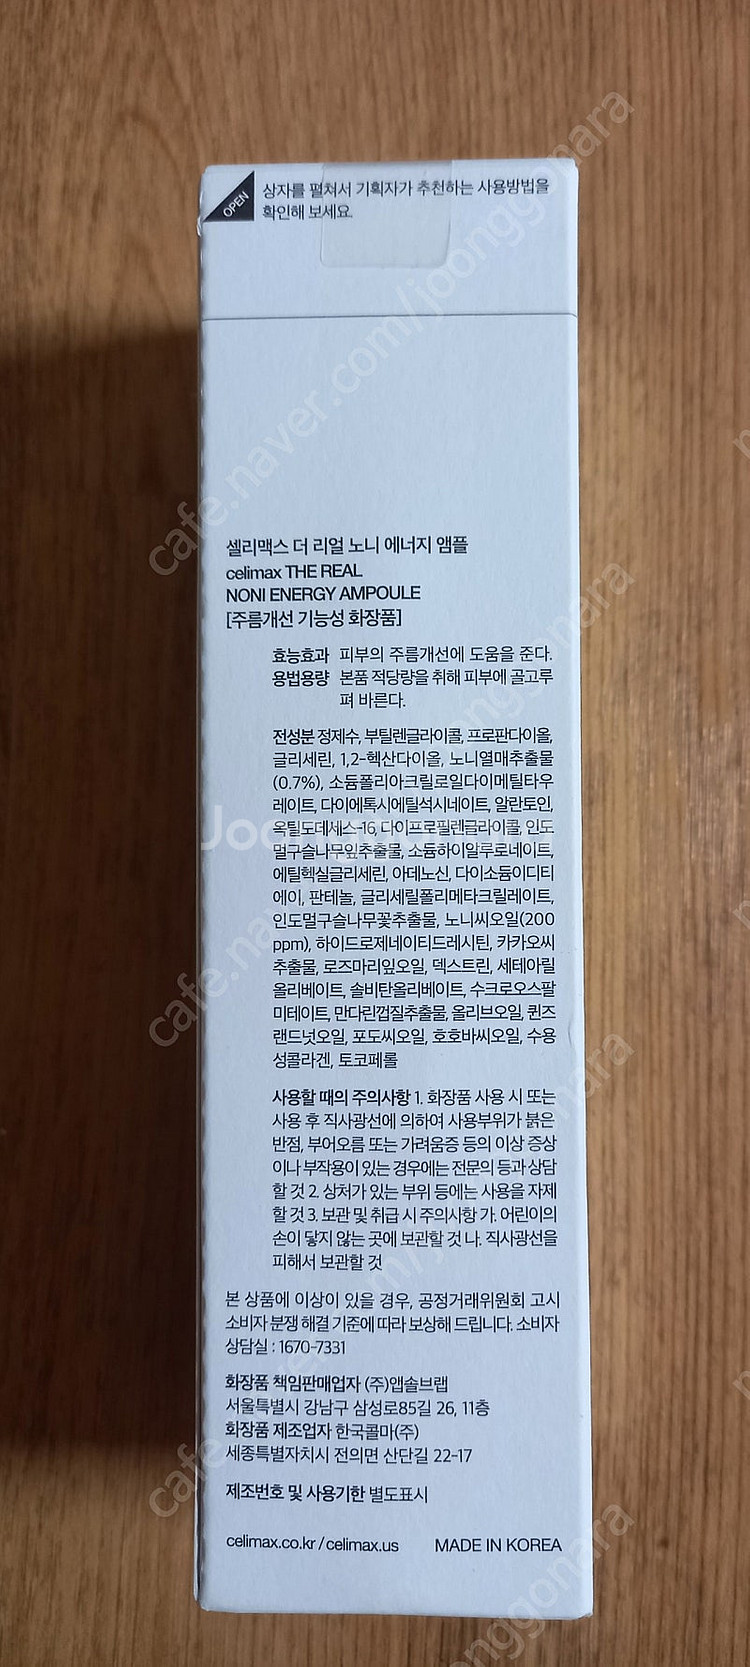 OPEN
상자를 펼쳐서 기획자가 추천하는 사용방법을
확인해 보세요.
셀리맥스 더 리얼 노니 에너지 앰플
celimax THE REAL
NONI ENERGY AMPOULE
[주름개선 기능성 화장품]
효능효과 피부의 주름개선에 도움을 준다.
용법용량 본품 적당량을 취해 피부에 골고루
펴 바른다.
전성분 정제수, 부틸렌글라이콜, 프로판다이올,
글리세린, 1,2-헥산다이올, 노니열매추출물
(0.7%), 소듐폴리아크릴로일다이메틸타우
레이트, 다이에톡시에틸석시네이트, 알란토인,
옥틸도데세스-16, 다이프로필렌글라이콜, 인도
멀구슬나무잎추출물, 소듐하이알루로네이트,
에틸헥실글리세린, 아데노신, 다이소듐이디티
에이, 판테놀, 글리세릴폴리메타크릴레이트,
인도멀구슬나무꽃추출물, 노니씨오일(200
ppm), 하이드로제네이티드레시틴, 카카오씨
추출물, 로즈마리잎오일, 덱스트린, 세테아릴
올리베이트, 솔비탄올리베이트, 수크로오스팔
미테이트, 만다린껍질추출물, 올리브오일, 퀸즈
랜드넛오일, 포도씨오일, 호호바씨오일, 수용
성콜라겐, 토코페롤
사용할 때의 주의사항 1. 화장품 사용 시 또는
사용 후 직사광선에 의하여 사용부위가 붉은
반점, 부어오름 또는 가려움증 등의 이상 증상
이나 부작용이 있는 경우에는 전문의 등과 상담
할 것 2. 상처가 있는 부위 등에는 사용을 자제
할 것 3. 보관 및 취급 시 주의사항 가. 어린이의
손이 닿지 않는 곳에 보관할 것 나. 직사광선을
피해서 보관할 것
본 상품에 이상이 있을 경우, 공정거래위원회 고시
소비자 분쟁 해결 기준에 따라 보상해 드립니다. 소비자
상담실 : 1670-7331
화장품 책임판매업자 (주)앱솔브랩
서울특별시 강남구 삼성로85길 26, 11층
화장품 제조업자 한국콜마(주)
세종특별자치시 전의면 산단길 22-17
제조번호 및 사용기한 별도표시
celimax.co.kr / celimax.us MADE IN KOREA
cafe.naver.com/joonggonara